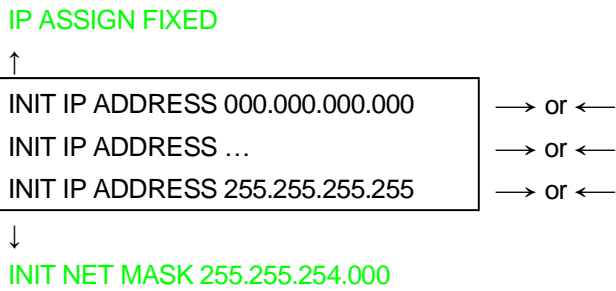 IP ASSIGN FIXED
↑
INIT IP ADDRESS 000.000.000.000 → or ←
INIT IP ADDRESS … → or ←
INIT IP ADDRESS 255.255.255.255 → or ←
↓
INIT NET MASK 255.255.254.000